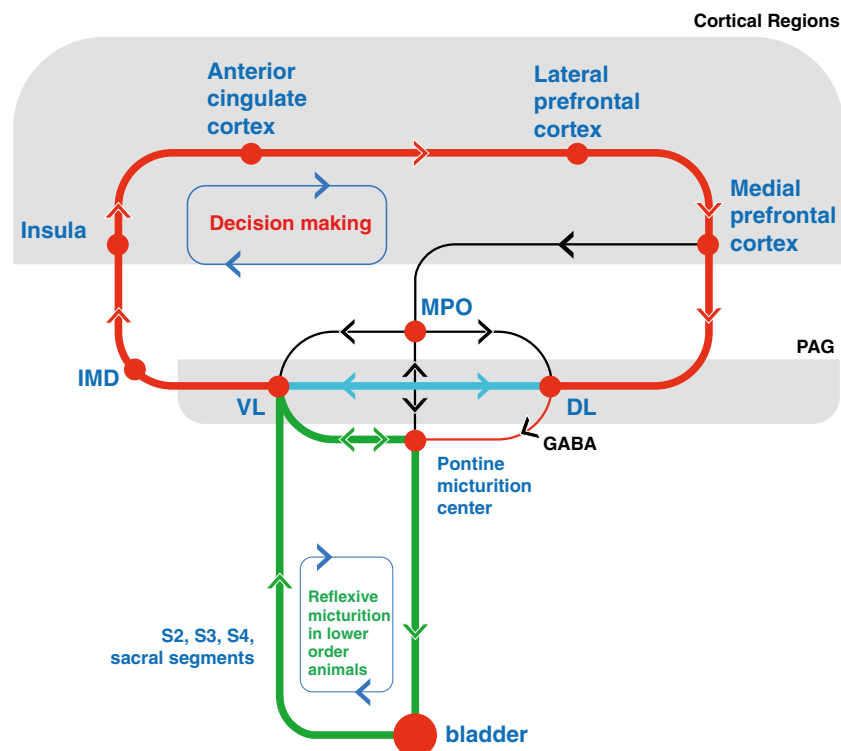 Cortical Regions
Anterior
cingulate
cortex
Lateral
prefrontal
cortex
Medial
prefrontal
cortex
Insula
Decision making
MPO
PAG
IMD
VL
DL
GABA
Pontine
micturition
center
Reflexive
micturition
in lower
order
animals
S2, S3, S4,
sacral segments
bladder